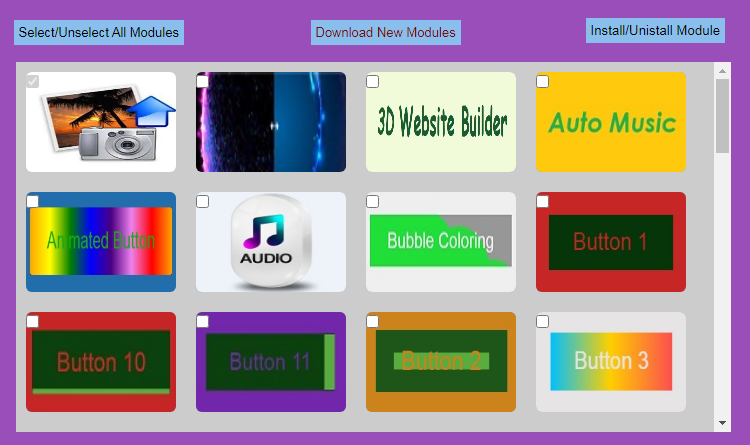 Select/Unselect All Modules
Download New Modules
Install/Unistall Module
3D Website Builder
Auto Music
Animated Button
AUDIO
Bubble Coloring
Button 1
Button 10
Button 11
Button 2
Button 3